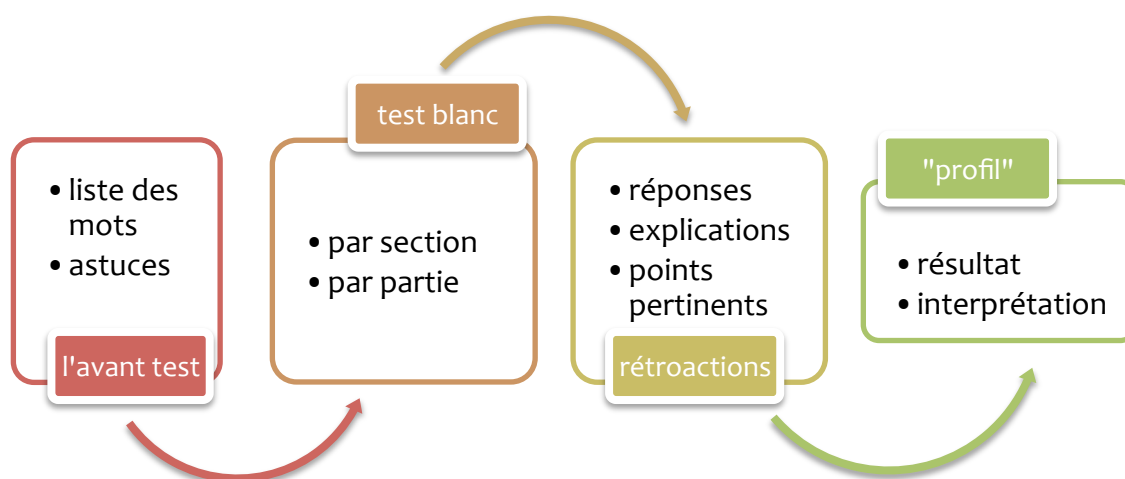 • liste des
mots
• astuces
l'avant test
test blanc
• par section
• par partie
• réponses
• explications
• points
pertinents
rétroactions
"profil"
• résultat
• interprétation